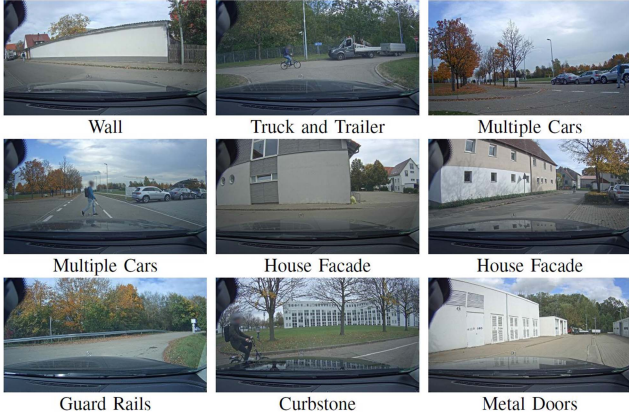 Wall
Truck and Trailer
Multiple Cars
Multiple Cars
House Facade
House Facade
Guard Rails
Curbstone
Metal Doors